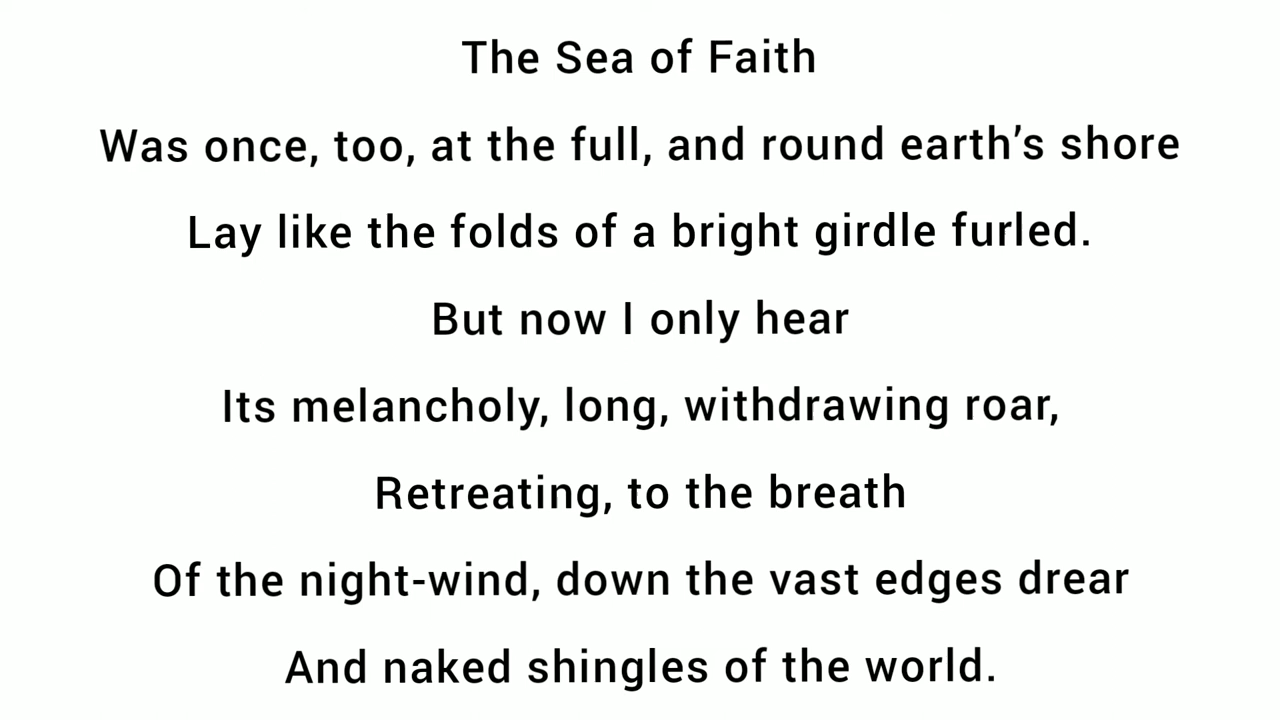 The Sea of Faith
Was once, too, at the full, and round earth’s shore
Lay like the folds of a bright girdle furled.
But now I only hear
Its melancholy, long, withdrawing roar,
Retreating, to the breath
Of the night-wind, down the vast edges drear
And naked shingles of the world.